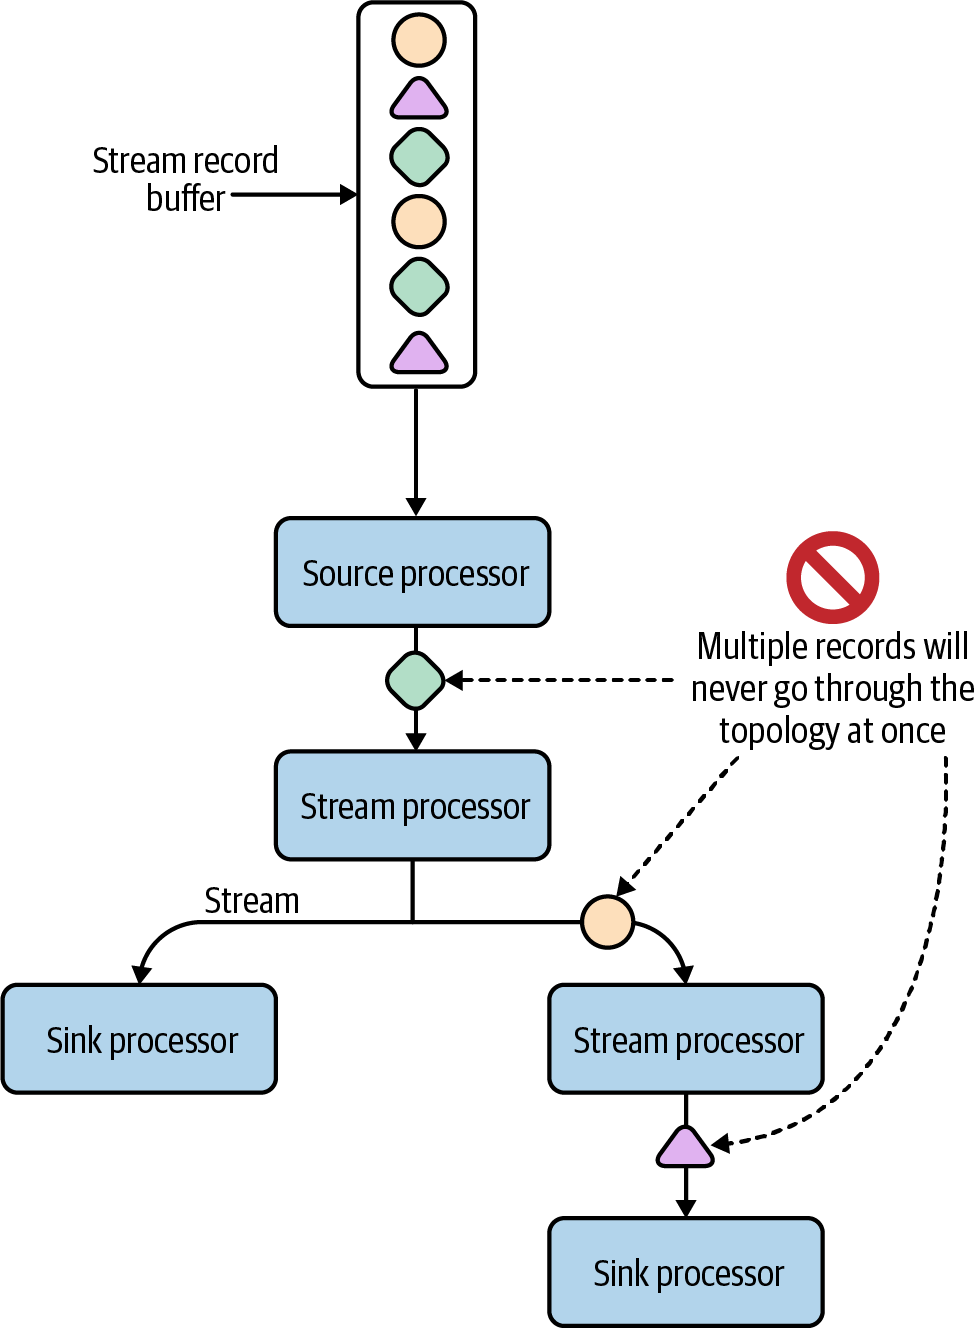 Stream record
buffer
Source processor
Multiple records will
never go through the
topology at once
Stream processor
Stream
Sink processor
Stream processor
Sink processor